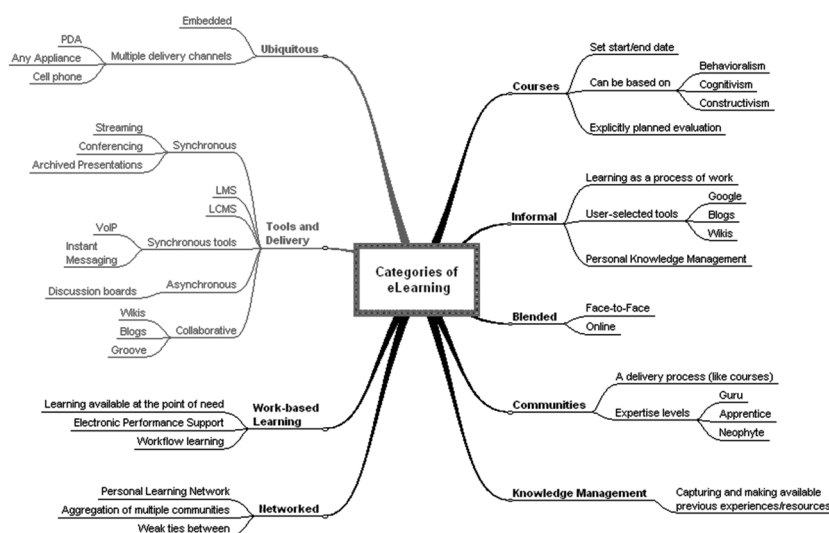 Embedded
PDA
Any Appliance
Cell phone
Multiple delivery channels
Ubiquitous
Streaming
Conferencing
Archived Presentations
Synchronous
LMS
LCMS
VoIP
Instant
Messaging
Synchronous tools
Discussion boards
Asynchronous
Wikis
Blogs
Groove
Collaborative
Tools and
Delivery
Learning available at the point of need
Electronic Performance Support
Workflow learning
Work-based
Learning
Personal Learning Network
Aggregation of multiple communities
Weak ties between
Networked
Categories of
eLearning
Courses
Set start/end date
Can be based on
Behavioralism
Cognitivism
Constructivism
Explicitly planned evaluation
Informal
Learning as a process of work
User-selected tools
Google
Blogs
Wikis
Personal Knowledge Management
Blended
Face-to-Face
Online
Communities
A delivery process (like courses)
Expertise levels
Guru
Apprentice
Neophyte
Knowledge Management
Capturing and making available
previous experiences/resources